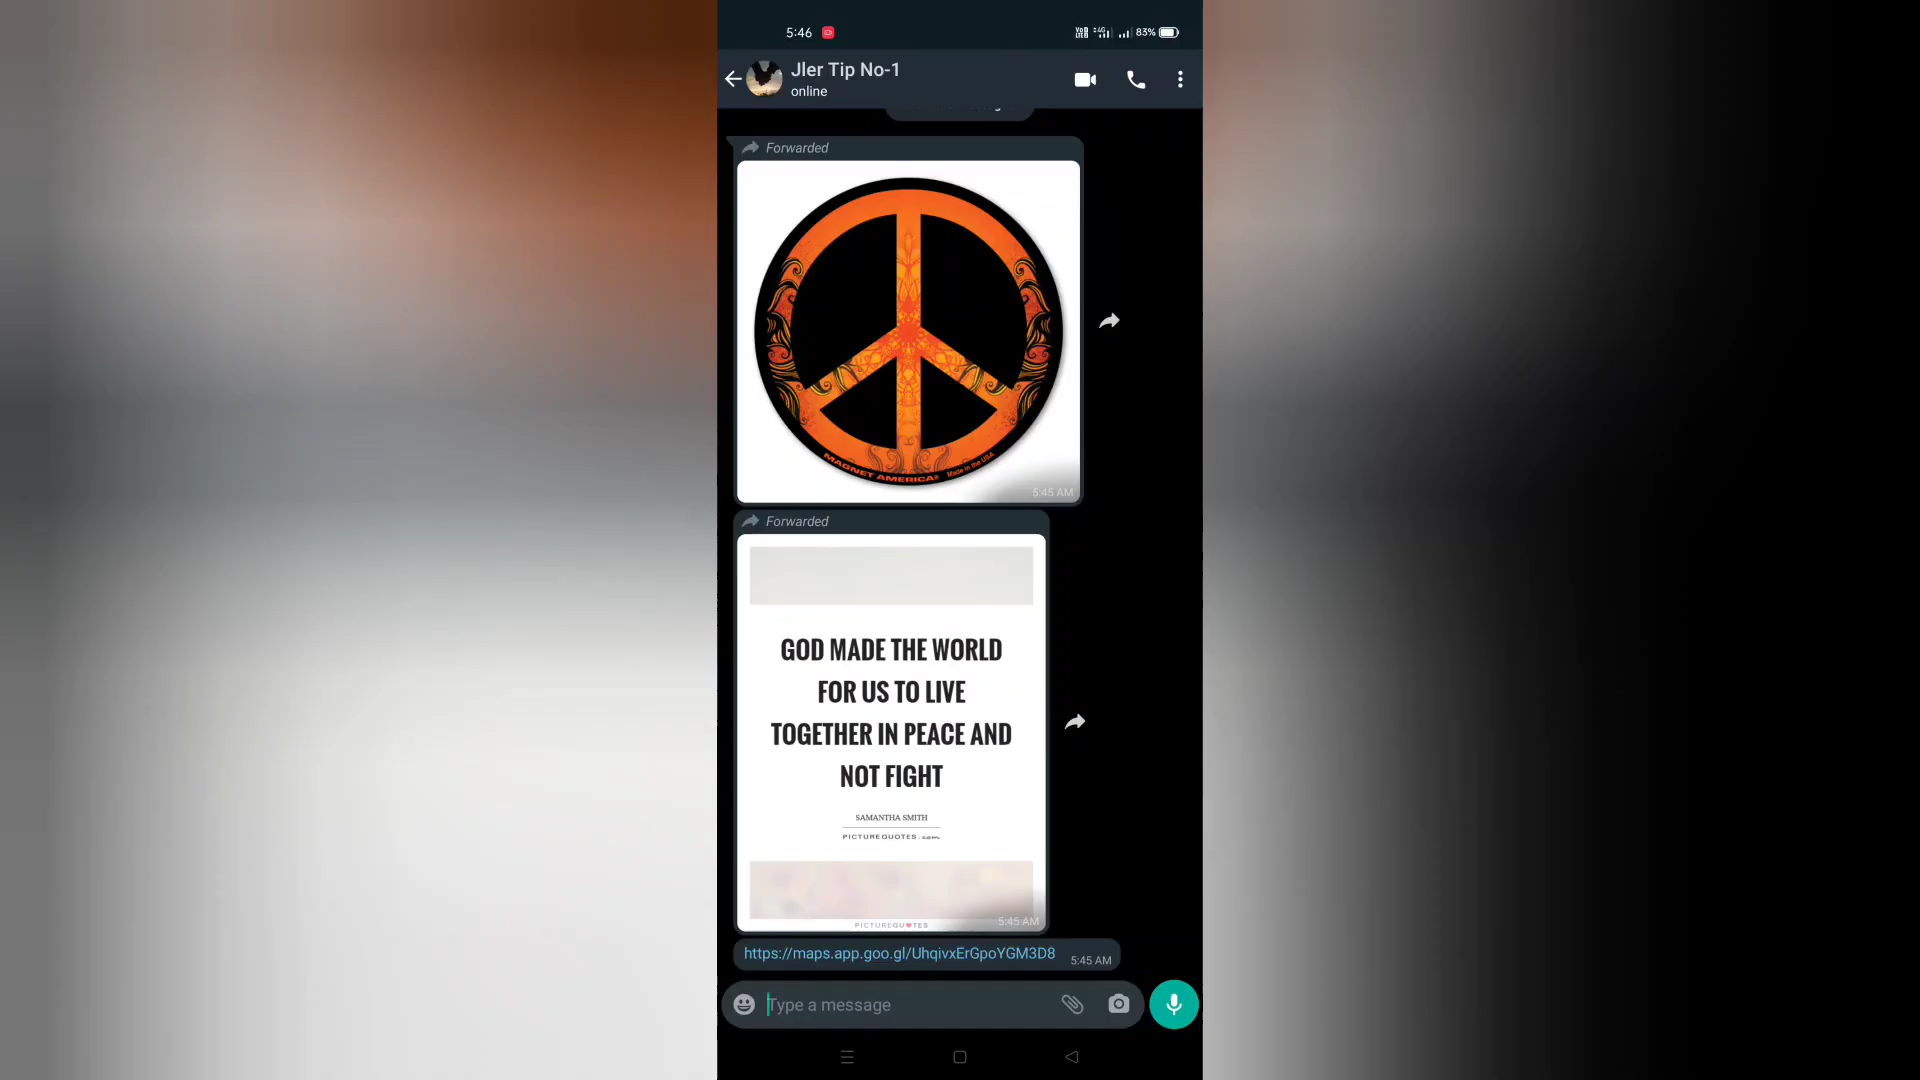 5:46
83%
Jler Tip No-1
online
Forwarded
MAGNET AMERICA® Made in the USA
5:45 AM
Forwarded
GOD MADE THE WORLD
FOR US TO LIVE
TOGETHER IN PEACE AND
NOT FIGHT
SAMANTHA SMITH
PICTUREQUOTES.com
PICTUREQU♥TES
5:45 AM
https://maps.app.goo.gl/UhqivxErGpoYGM3D8
5:45 AM
Type a message